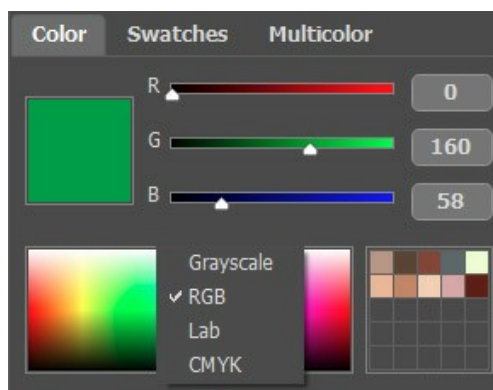 Color Swatches Multicolor
R 0
G 160
B 58
Grayscale
RGB
Lab
CMYK